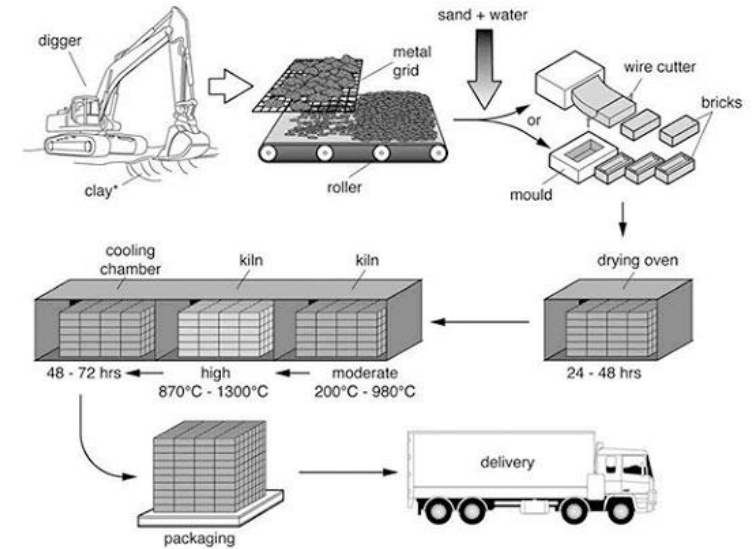 digger
clay*
metal
grid
roller
sand + water
or
wire cutter
bricks
mould
drying oven
24 - 48 hrs
kiln
moderate
200°C - 980°C
kiln
high
870°C - 1300°C
cooling
chamber
48 - 72 hrs
packaging
delivery